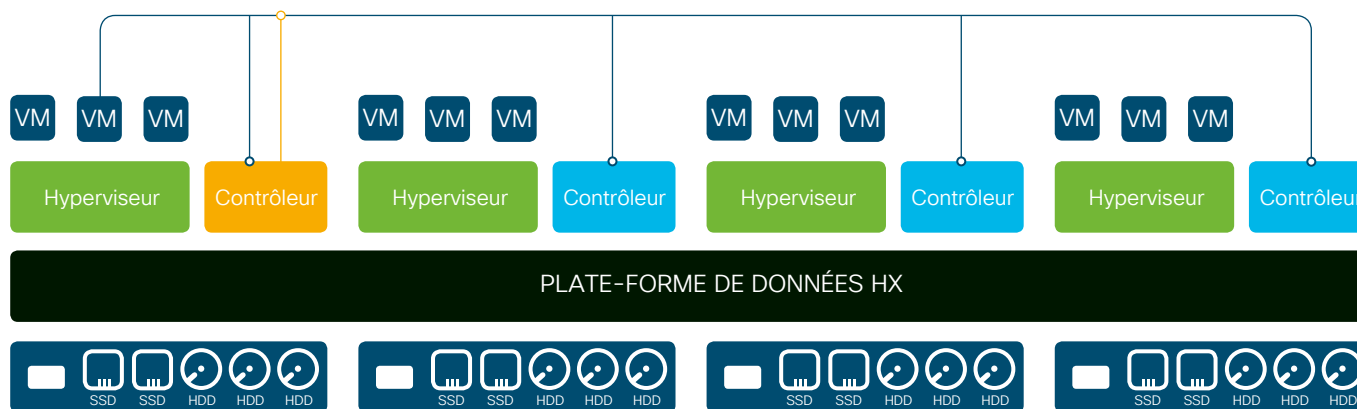 VM VM VM VM VM VM VM VM VM VM VM VM
Hyperviseur Contrôleur Hyperviseur Contrôleur Hyperviseur Contrôleur Hyperviseur Contrôleur
PLATE-FORME DE DONNÉES HX
SSD SSD HDD HDD HDD SSD SSD HDD HDD HDD SSD SSD HDD HDD HDD SSD SSD HDD HDD HDD